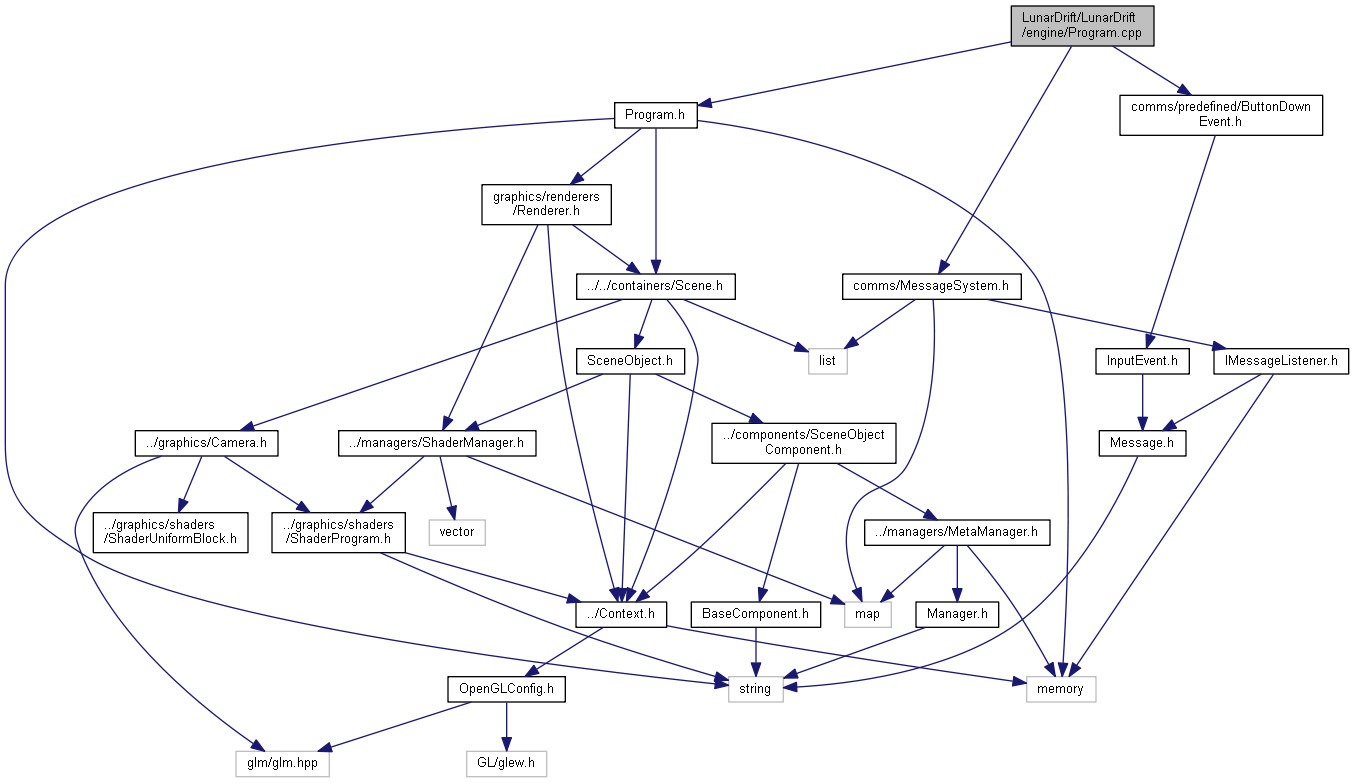 LunarDrift/LunarDrift
/engine/Program.cpp
Program.h
comms/predefined/ButtonDown
Event.h
graphics/renderers
/Renderer.h
../../containers/Scene.h
comms/MessageSystem.h
SceneObject.h
list
InputEvent.h
IMessageListener.h
../graphics/Camera.h
../managers/ShaderManager.h
../components/SceneObject
Component.h
Message.h
../graphics/shaders
/ShaderUniformBlock.h
../graphics/shaders
/ShaderProgram.h
vector
../managers/MetaManager.h
../Context.h
BaseComponent.h
map
Manager.h
OpenGLConfig.h
string
memory
glm/glm.hpp
GL/glew.h